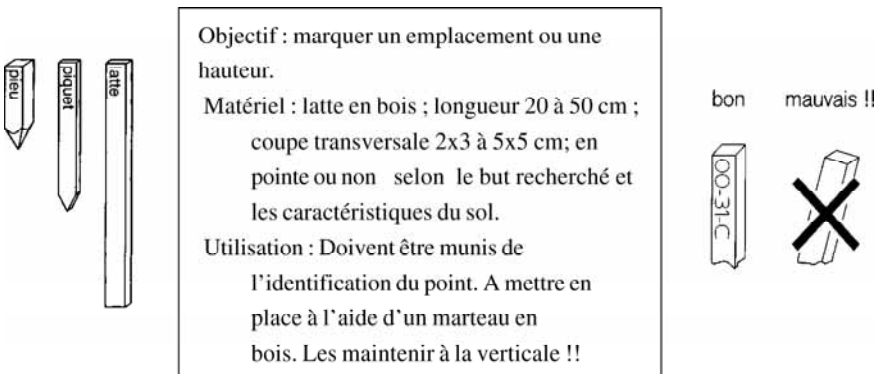 pieu
piquet
latte
Objectif : marquer un emplacement ou une
hauteur.
Matériel : latte en bois ; longueur 20 à 50 cm ;
coupe transversale 2x3 à 5x5 cm; en
pointe ou non selon le but recherché et
les caractéristiques du sol.
Utilisation : Doivent être munis de
l’identification du point. A mettre en
place à l’aide d’un marteau en
bois. Les maintenir à la verticale !!
bon mauvais !!
OO-31-C